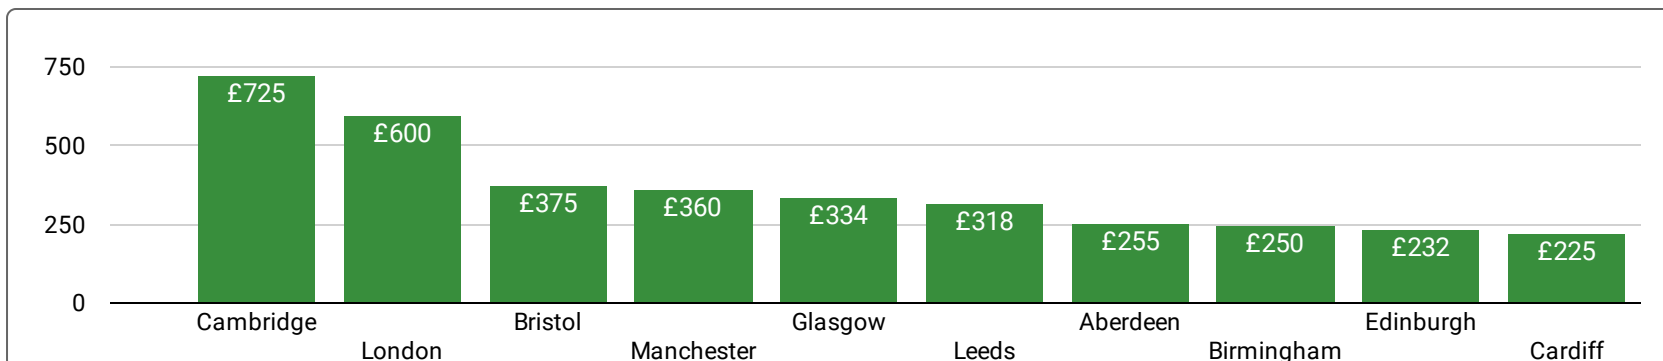 750
500
250
0
£725
£600
£375
£360
£334
£318
£255
£250
£232
£225
Cambridge
London
Bristol
Manchester
Glasgow
Leeds
Aberdeen
Birmingham
Edinburgh
Cardiff